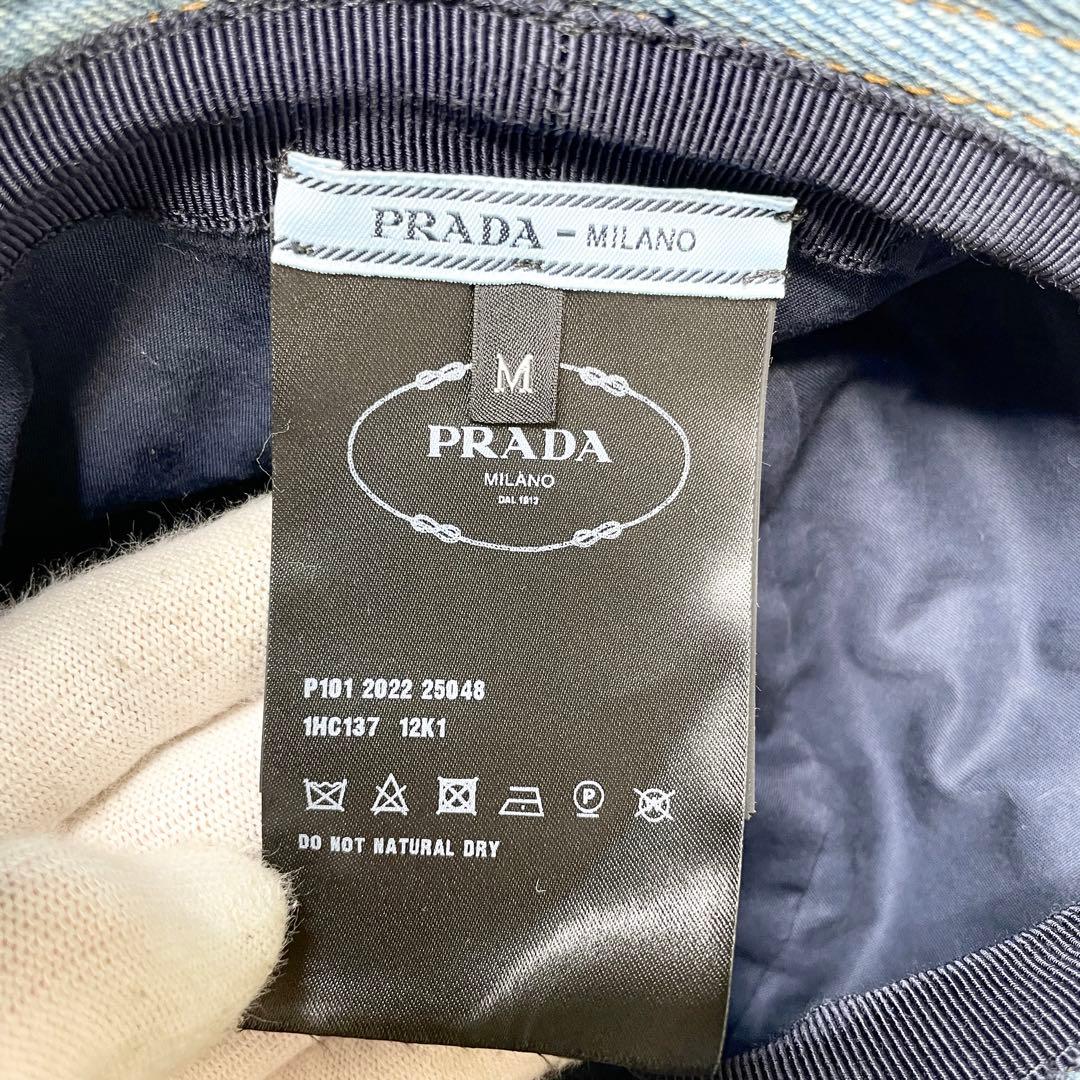 PRADA - MILANO
M
PRADA
MILANO
DAL 1913
P101 2022 25048
1HC137 12K1
P
DO NOT NATURAL DRY